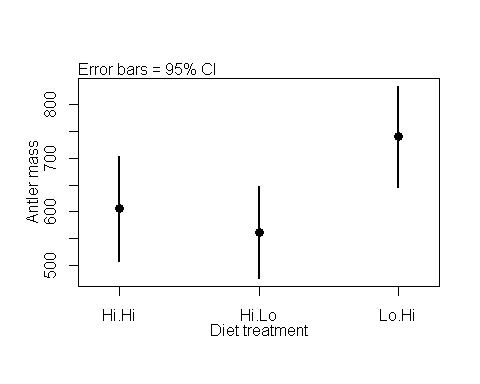 Error bars = 95% CI
800
700
600
500
Antler mass
Hi.Hi Hi.Lo Lo.Hi
Diet treatment